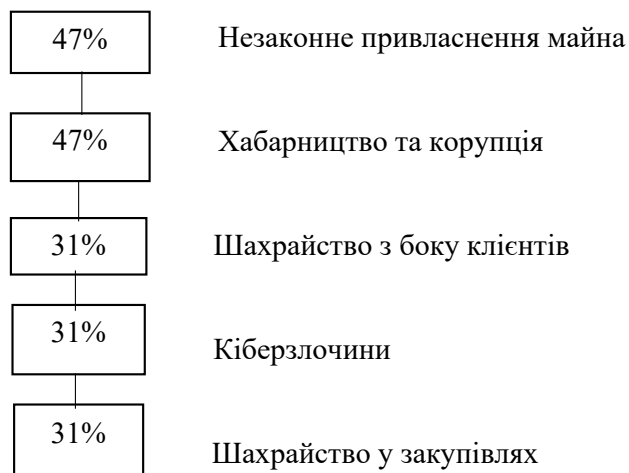 47% Незаконне привласнення майна
47% Хабарництво та корупція
31% Шахрайство з боку клієнтів
31% Кіберзлочини
31% Шахрайство у закупівлях